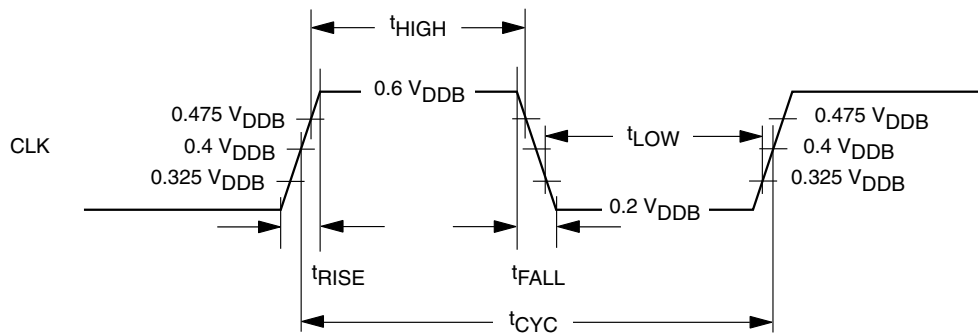 tHIGH
0.6 VDDB
0.475 VDDB
0.475 VDDB
tLOW
CLK
0.4 VDDB
0.4 VDDB
0.325 VDDB
0.325 VDDB
0.2 VDDB
tRISE
tFALL
tCYC